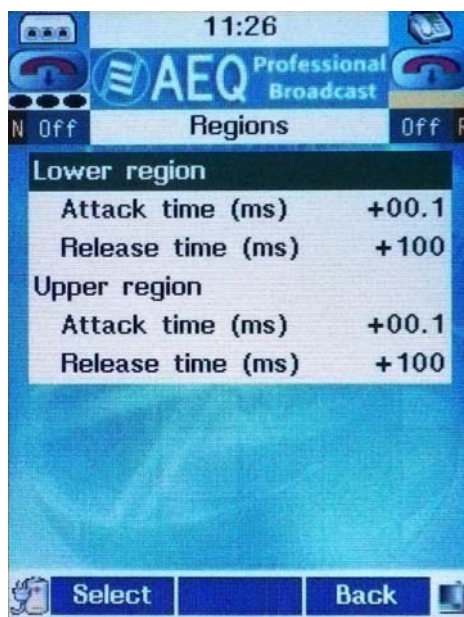 11:26
AEQ Professional Broadcast
N Off Regions Off
Lower region
Attack time (ms) +00.1
Release time (ms) +100
Upper region
Attack time (ms) +00.1
Release time (ms) +100
Select Back